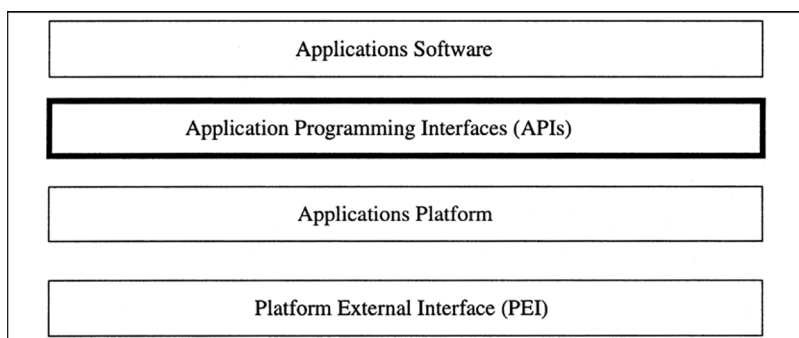 Applications Software
Application Programming Interfaces (APIs)
Applications Platform
Platform External Interface (PEI)